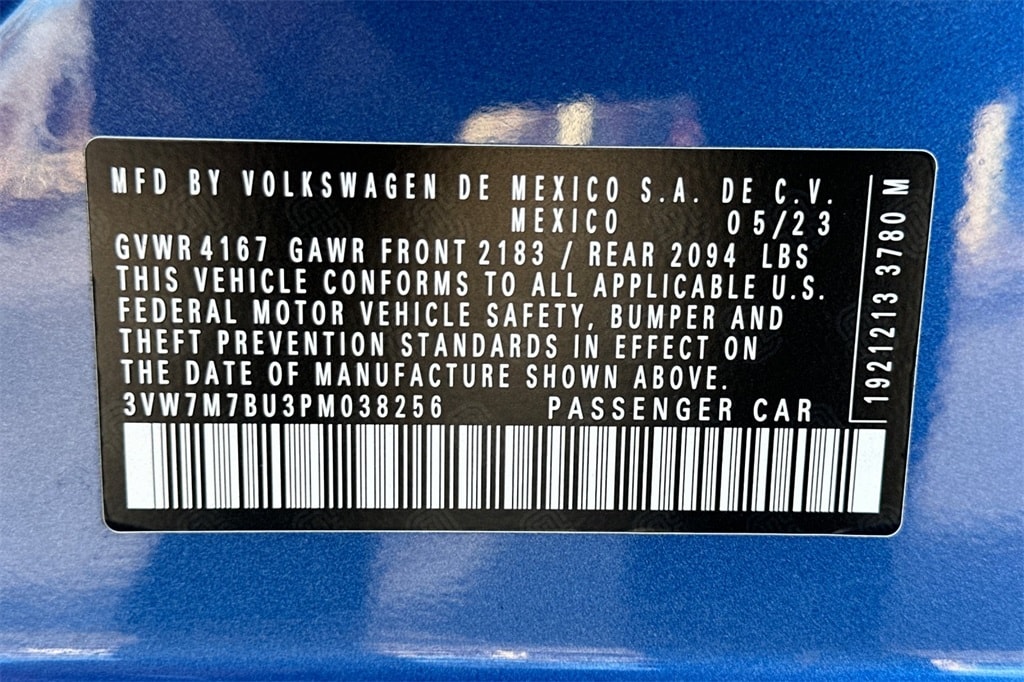 MFD BY VOLKSWAGEN DE MEXICO S.A. DE C.V.
MEXICO 05/23
GVWR 4167 GAWR FRONT 2183 / REAR 2094 LBS
THIS VEHICLE CONFORMS TO ALL APPLICABLE U.S.
FEDERAL MOTOR VEHICLE SAFETY, BUMPER AND
THEFT PREVENTION STANDARDS IN EFFECT ON
THE DATE OF MANUFACTURE SHOWN ABOVE.
3VW7M7BU3PM038256 PASSENGER CAR
1921213 3780 M